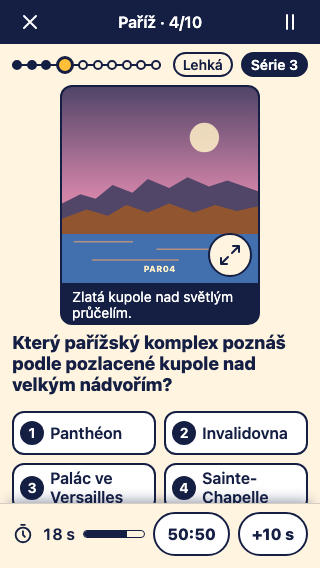 Paříž · 4/10
Lehká
Série 3
PAR04
Zlatá kupole nad světlým
průčelím.
Který pařížský komplex poznáš
podle pozlacené kupole nad
velkým nádvořím?
1 Panthéon
2 Invalidovna
3 Palác ve
Versailles
4 Sainte-
Chapelle
18 s
50:50
+10 s